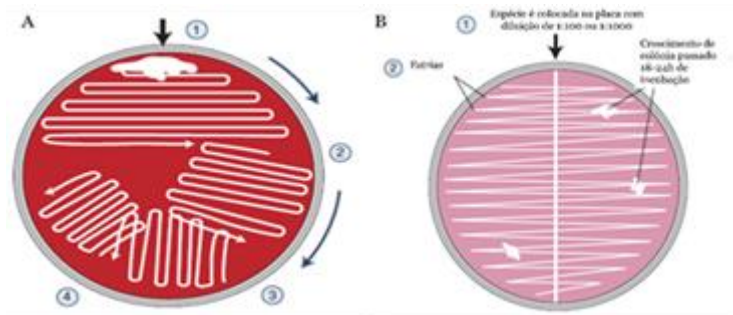 A
1
2
3
4
B
1
Espécie é colocada na placa com
diluição de 1:100 ou 1:1000
2 Estrias
Crescimento de
colônia passado
18-24h de
incubação